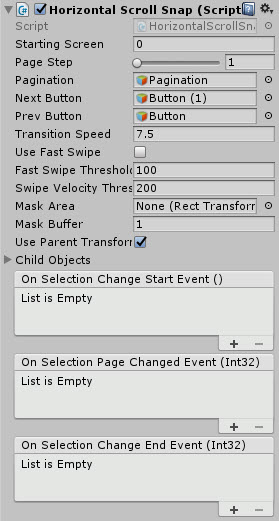 Horizontal Scroll Snap (Script
Script HorizontalScrollSn
Starting Screen 0
Page Step 1
Pagination Pagination
Next Button Button (1)
Prev Button Button
Transition Speed 7.5
Use Fast Swipe
Fast Swipe Threshol 100
Swipe Velocity Thres 200
Mask Area None (Rect Transform
Mask Buffer 1
Use Parent Transforr
Child Objects
On Selection Change Start Event ()
List is Empty
On Selection Page Changed Event (Int32)
List is Empty
On Selection Change End Event (Int32)
List is Empty